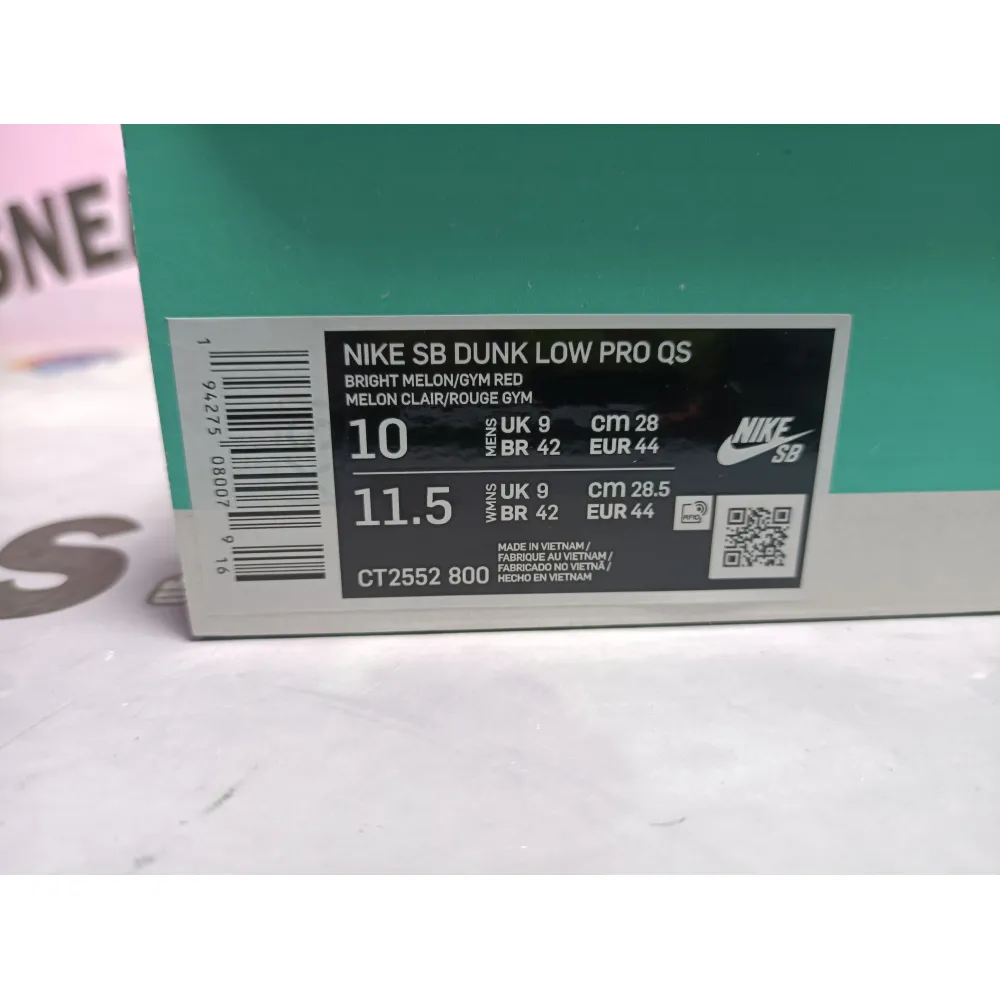 SNE
S
1 94275 08007 9 16
NIKE SB DUNK LOW PRO QS
BRIGHT MELON/GYM RED
MELON CLAIR/ROUGE GYM
10 MENS UK 9 cm 28
BR 42 EUR 44
11.5 WMNS UK 9 cm 28.5
BR 42 EUR 44
NIKE
SB
RFID
CT2552 800
MADE IN VIETNAM /
FABRIQUE AU VIETNAM /
FABRICADO NO VIETNÃ /
HECHO EN VIETNAM